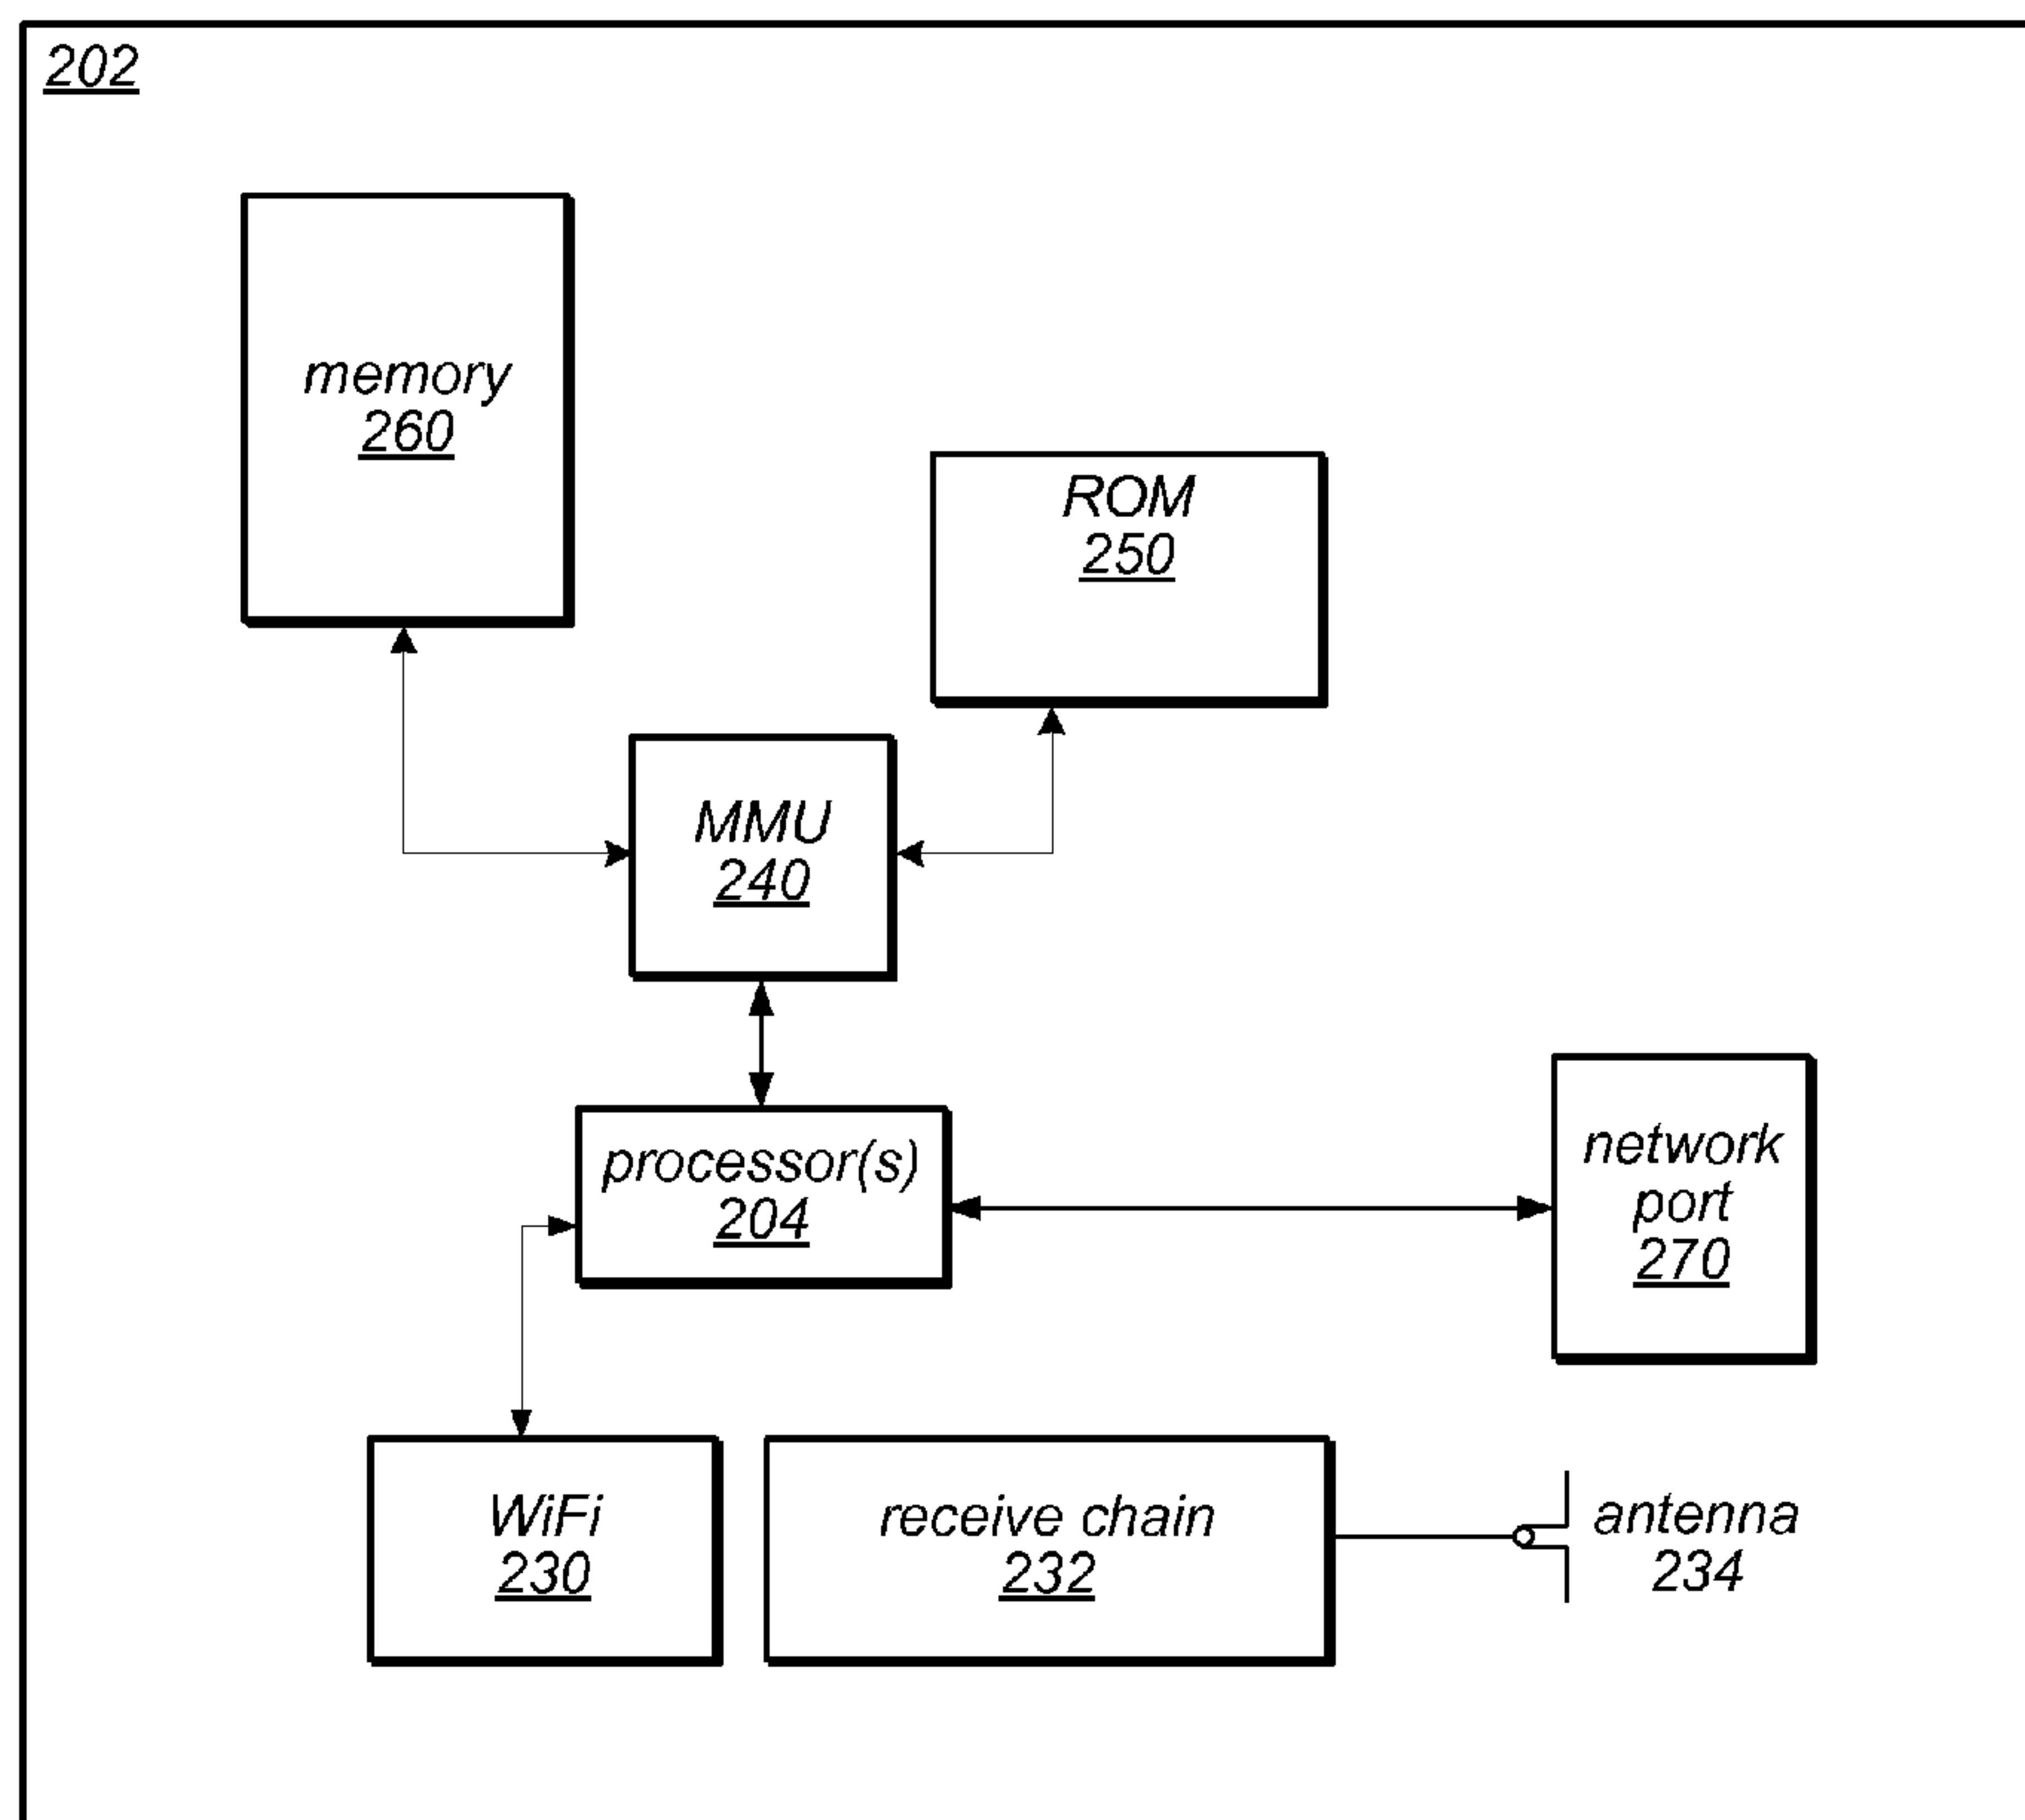 202
memory
260
ROM
250
MMU
240
processor(s)
204
network
port
270
WiFi
230
receive chain
232
antenna
234